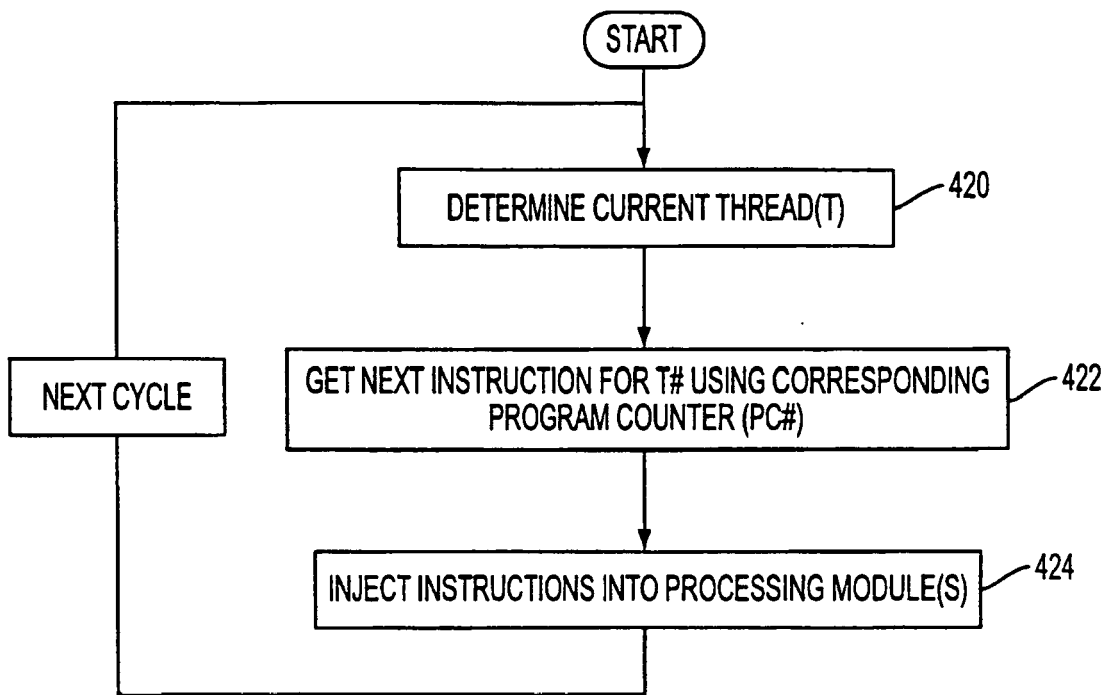 START
DETERMINE CURRENT THREAD(T)
420
GET NEXT INSTRUCTION FOR T# USING CORRESPONDING
PROGRAM COUNTER (PC#)
422
NEXT CYCLE
INJECT INSTRUCTIONS INTO PROCESSING MODULE(S)
424